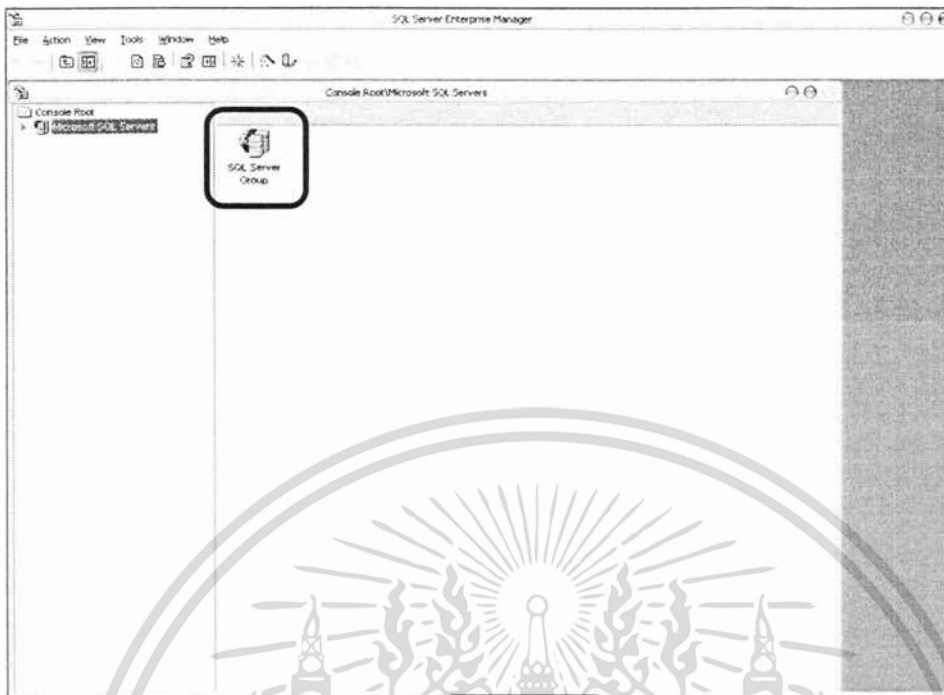 SQL Server Enterprise Manager
File Action View Tools Window Help
Console Root\Microsoft SQL Servers
Console Root
Microsoft SQL Servers
SQL Server
Group